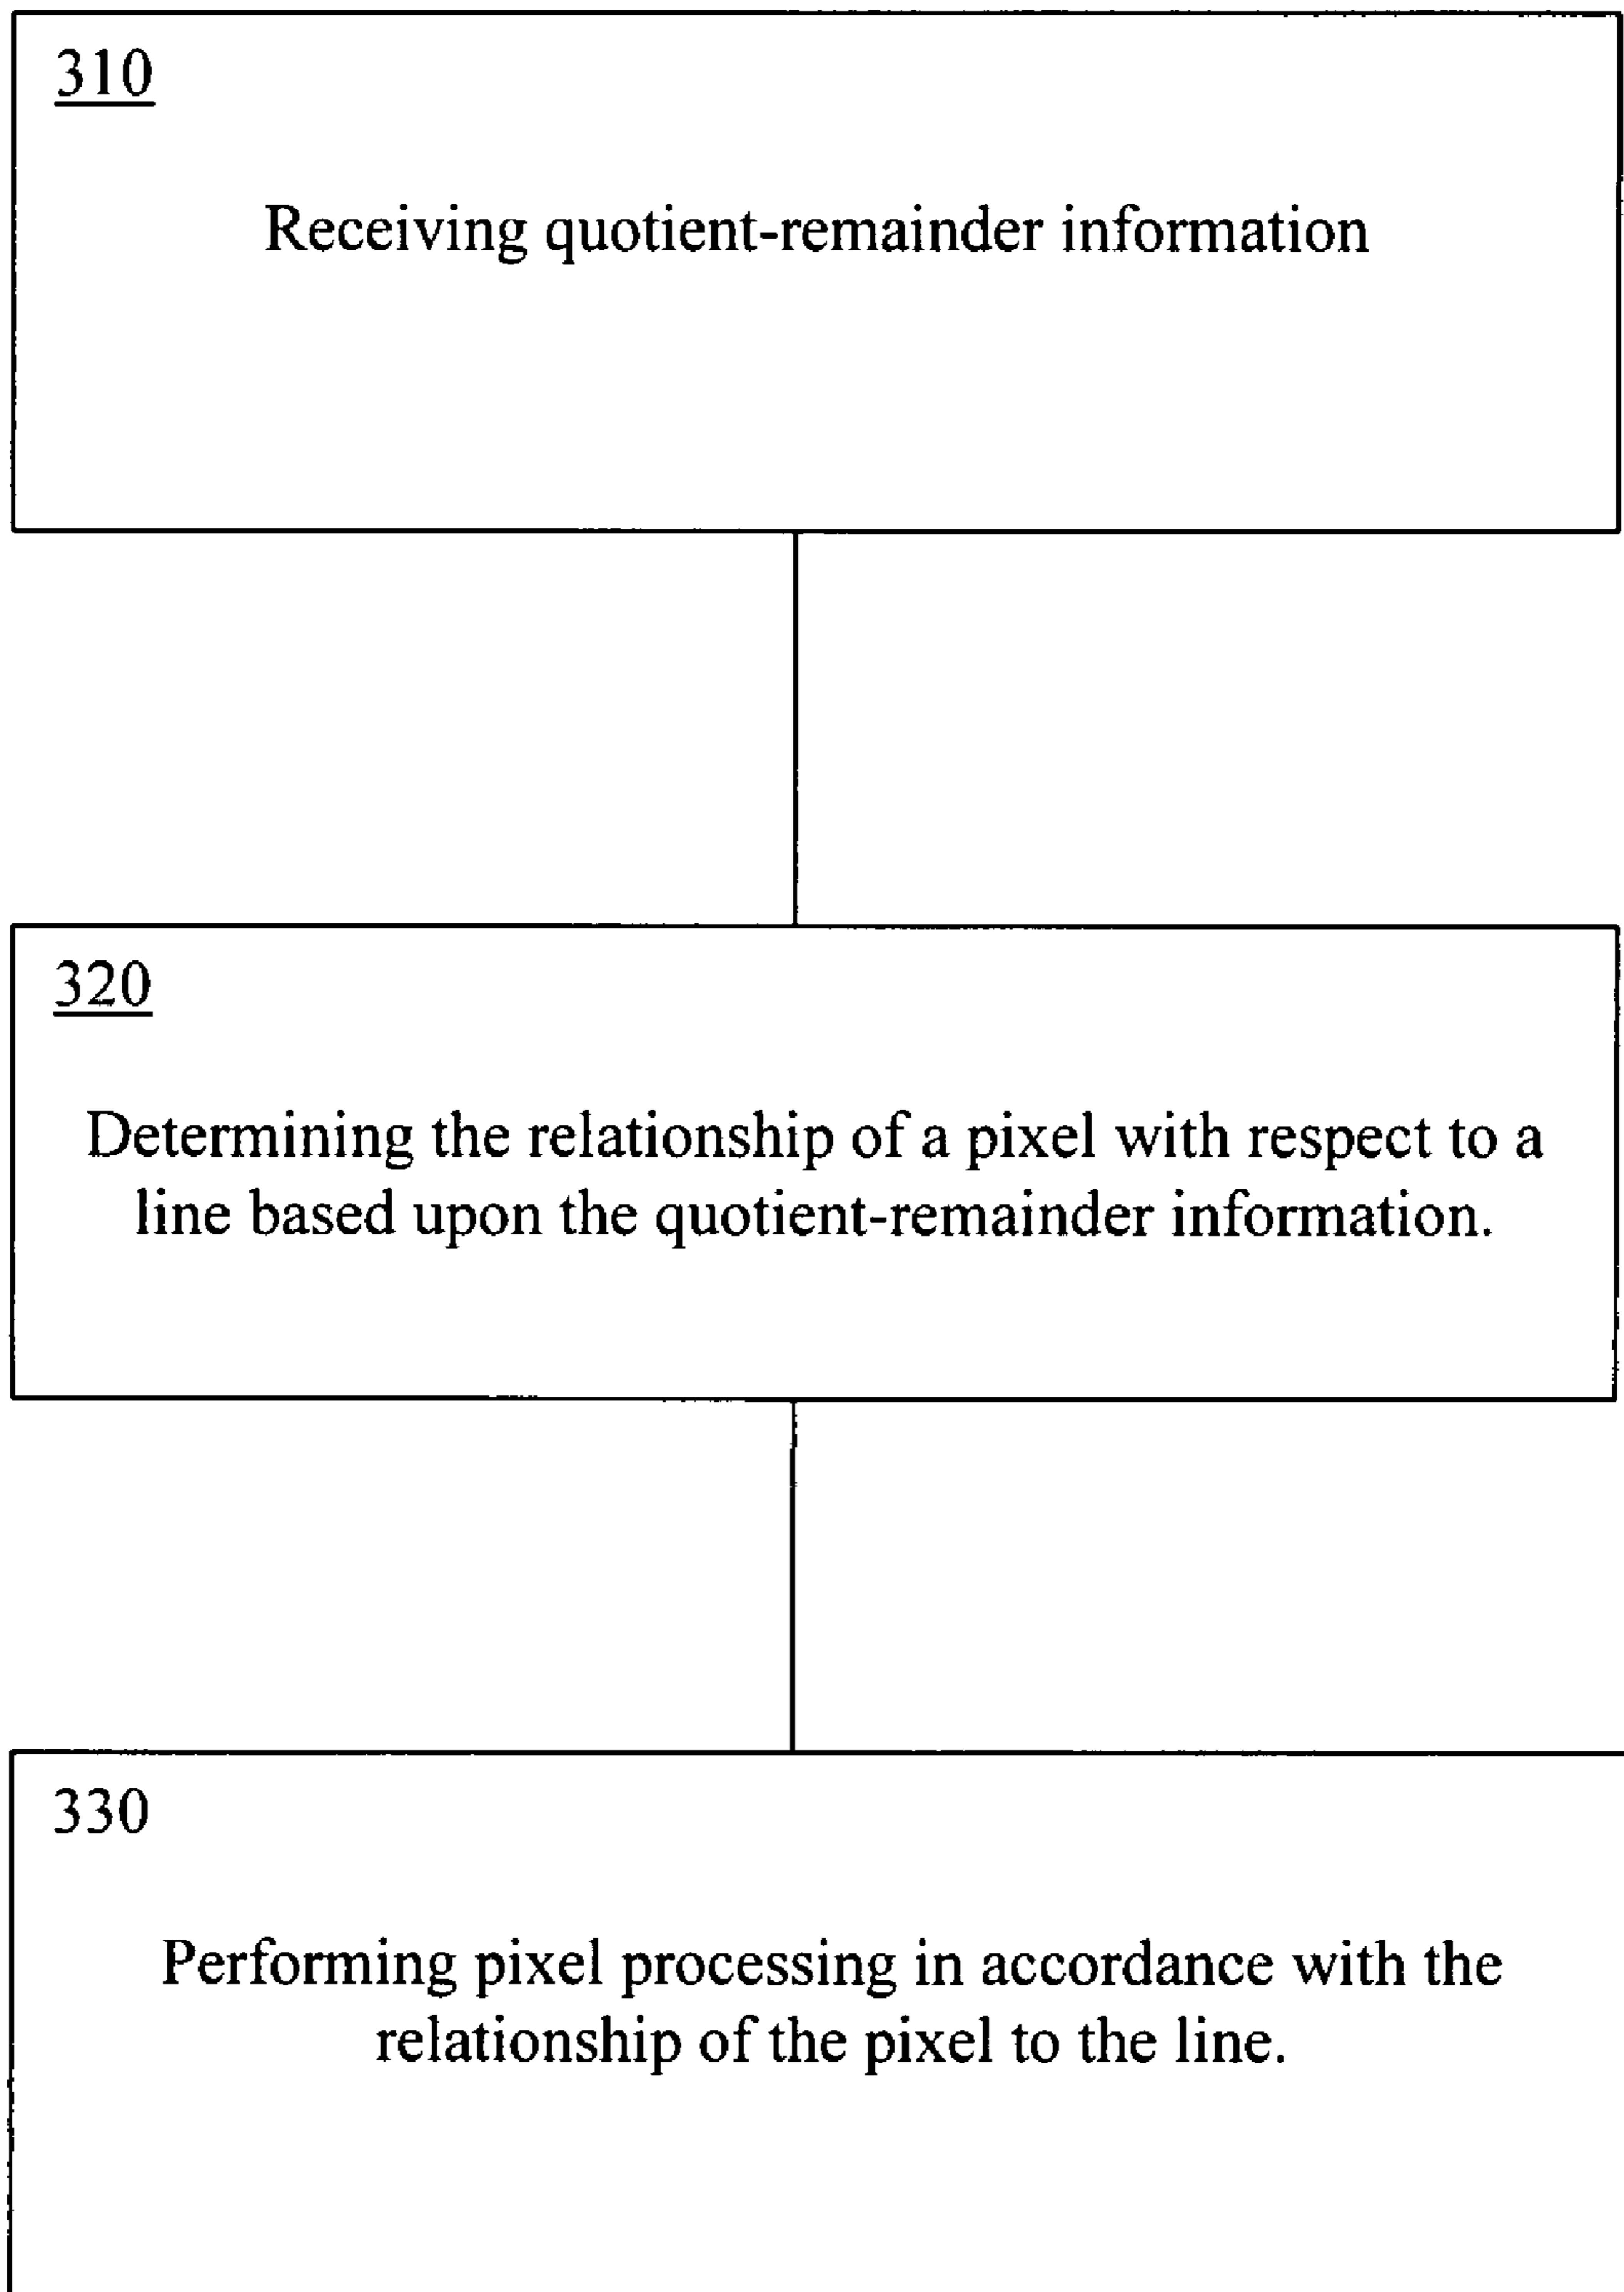 310
Receiving quotient-remainder information
320
Determining the relationship of a pixel with respect to a
line based upon the quotient-remainder information.
330
Performing pixel processing in accordance with the
relationship of the pixel to the line.